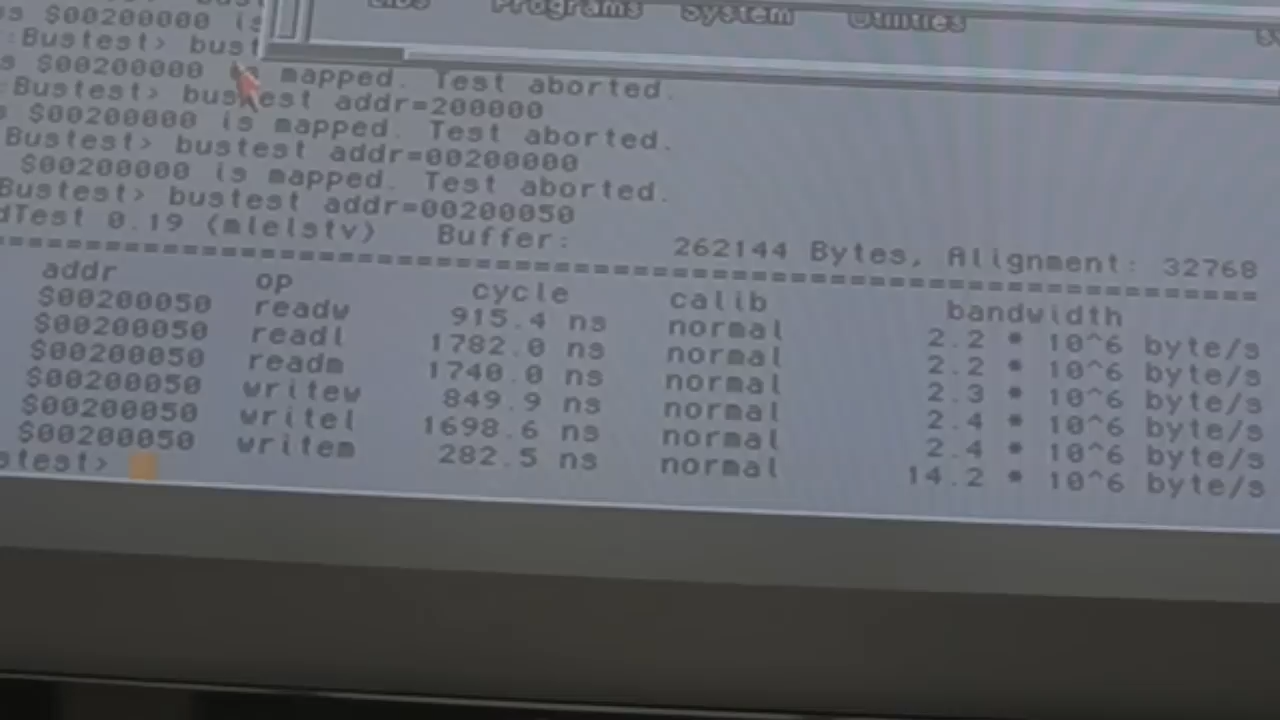 Programs System Utilities
s $00200000 is
:Bustest> bust
s $00200000 is mapped. Test aborted.
:Bustest> bustest addr=200000
s $00200000 is mapped. Test aborted.
Bustest> bustest addr=00200000
$00200000 is mapped. Test aborted.
Bustest> bustest addr=00200050
dTest 0.19 (mlelstv) Buffer: 262144 Bytes, Alignment: 32768
================================================================
addr op cycle calib bandwidth
$00200050 readw 915.4 ns normal 2.2 * 10^6 byte/s
$00200050 readl 1782.0 ns normal 2.2 * 10^6 byte/s
$00200050 readm 1740.0 ns normal 2.3 * 10^6 byte/s
$00200050 writew 849.9 ns normal 2.4 * 10^6 byte/s
$00200050 writel 1698.6 ns normal 2.4 * 10^6 byte/s
$00200050 writem 282.5 ns normal 14.2 * 10^6 byte/s
stest>